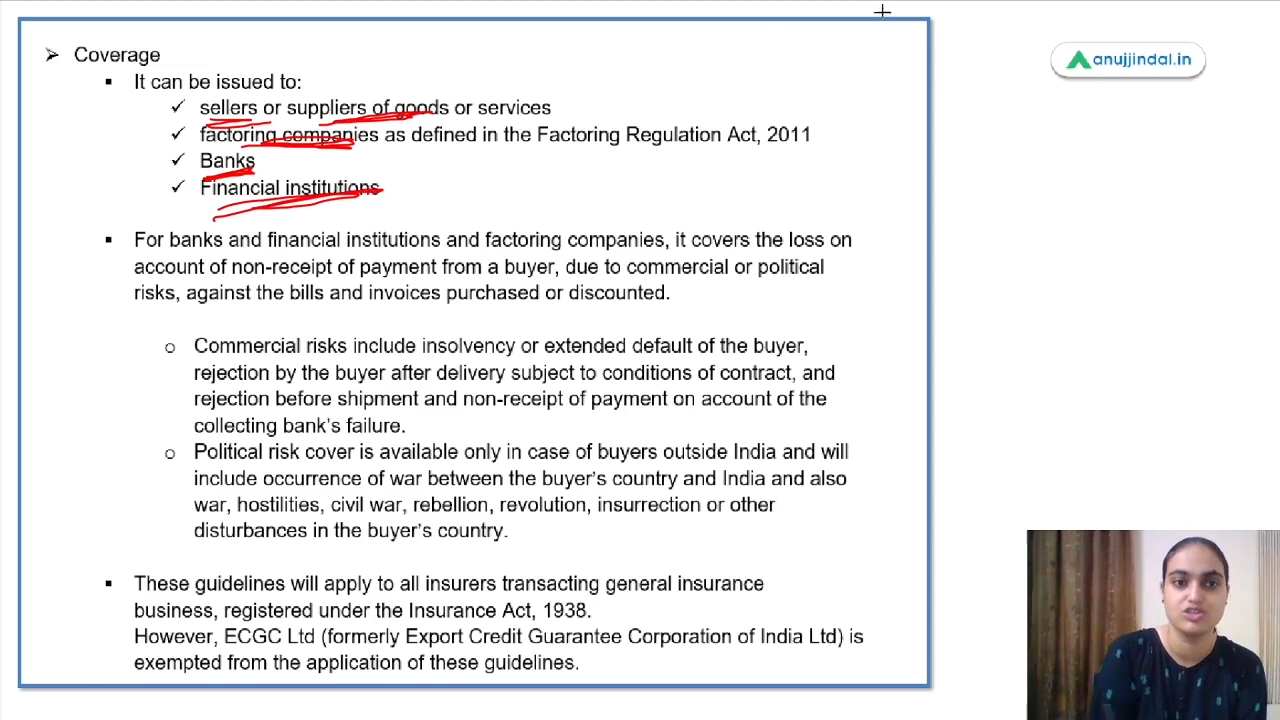 ➢ Coverage
▪ It can be issued to:
✓ sellers or suppliers of goods or services
✓ factoring companies as defined in the Factoring Regulation Act, 2011
✓ Banks
✓ Financial institutions
▪ For banks and financial institutions and factoring companies, it covers the loss on
account of non-receipt of payment from a buyer, due to commercial or political
risks, against the bills and invoices purchased or discounted.
o Commercial risks include insolvency or extended default of the buyer,
rejection by the buyer after delivery subject to conditions of contract, and
rejection before shipment and non-receipt of payment on account of the
collecting bank's failure.
o Political risk cover is available only in case of buyers outside India and will
include occurrence of war between the buyer's country and India and also
war, hostilities, civil war, rebellion, revolution, insurrection or other
disturbances in the buyer's country.
▪ These guidelines will apply to all insurers transacting general insurance
business, registered under the Insurance Act, 1938.
However, ECGC Ltd (formerly Export Credit Guarantee Corporation of India Ltd) is
exempted from the application of these guidelines.
anujjindal.in